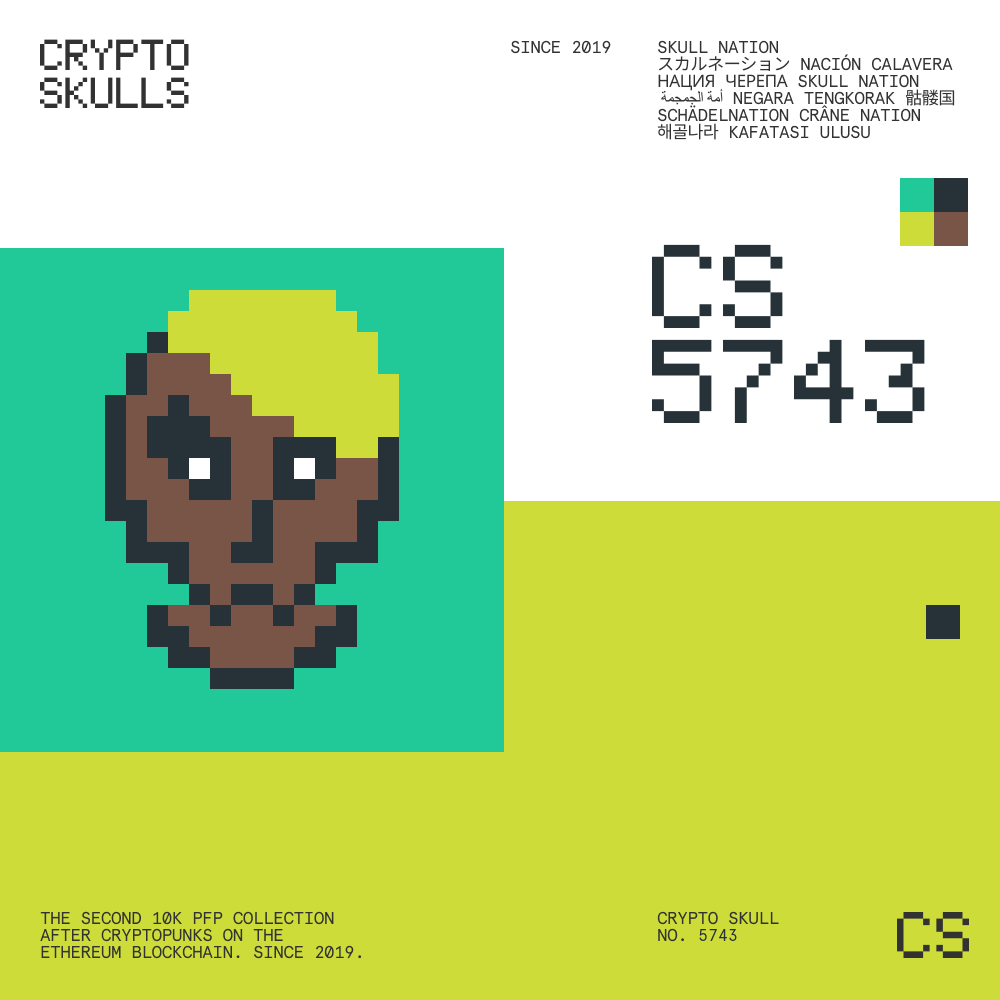 CRYPTO
SKULLS
SINCE 2019
SKULL NATION
スカルネーション NACIÓN CALAVERA
НАЦИЯ ЧЕРЕПА SKULL NATION
أمة الجمجمة NEGARA TENGKORAK 骷髅国
SCHÄDELNATION CRÂNE NATION
해골나라 KAFATASI ULUSU
CS
5743
THE SECOND 10K PFP COLLECTION
AFTER CRYPTOPUNKS ON THE
ETHEREUM BLOCKCHAIN. SINCE 2019.
CRYPTO SKULL
NO. 5743
CS